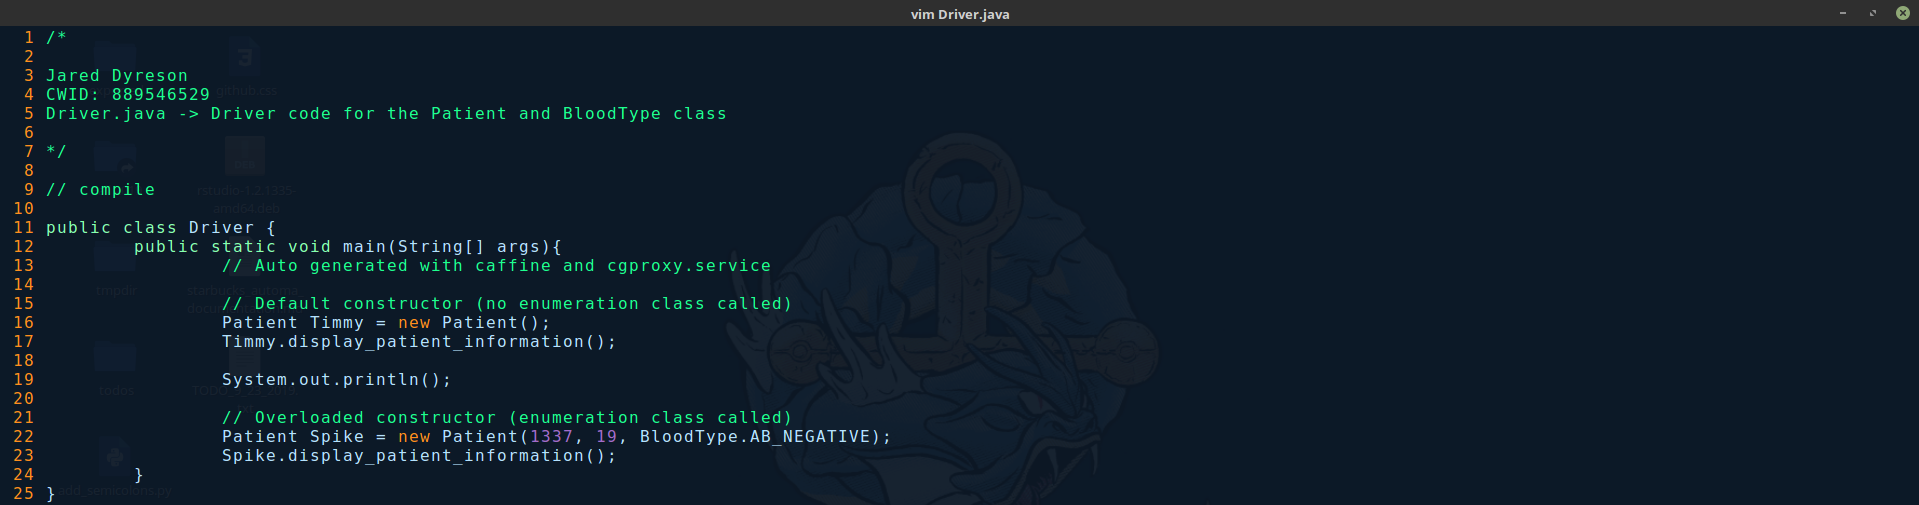 vim Driver.java
1 /*
2
3 Jared Dyreson
4 CWID: 889546529
5 Driver.java -> Driver code for the Patient and BloodType class
6
7 */
8
9 // compile
10
11 public class Driver {
12 public static void main(String[] args){
13 // Auto generated with caffine and cgproxy.service
14
15 // Default constructor (no enumeration class called)
16 Patient Timmy = new Patient();
17 Timmy.display_patient_information();
18
19 System.out.println();
20
21 // Overloaded constructor (enumeration class called)
22 Patient Spike = new Patient(1337, 19, BloodType.AB_NEGATIVE);
23 Spike.display_patient_information();
24 }
25 }
github.css
rstudio-1.2.1335-
amd64.deb
starbucks_automa
todos
add_semicolons.py